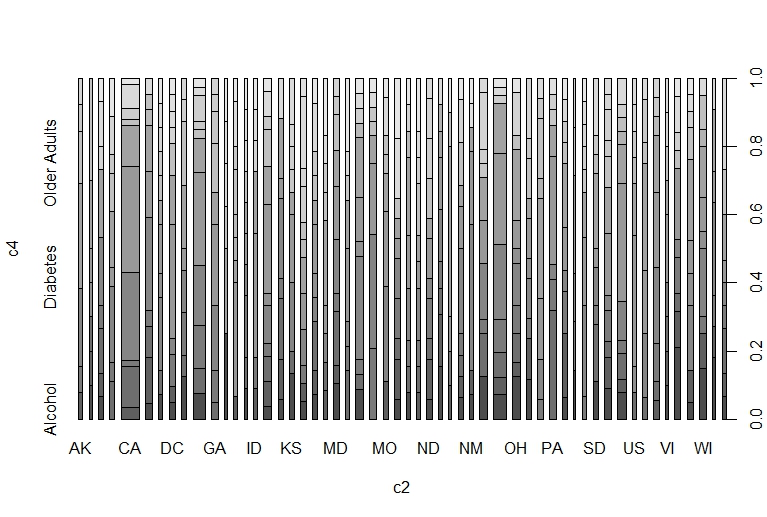 c4
Older Adults
Diabetes
Alcohol
1.0
0.8
0.6
0.4
0.2
0.0
AK CA DC GA ID KS MD MO ND NM OH PA SD US VI WI
c2